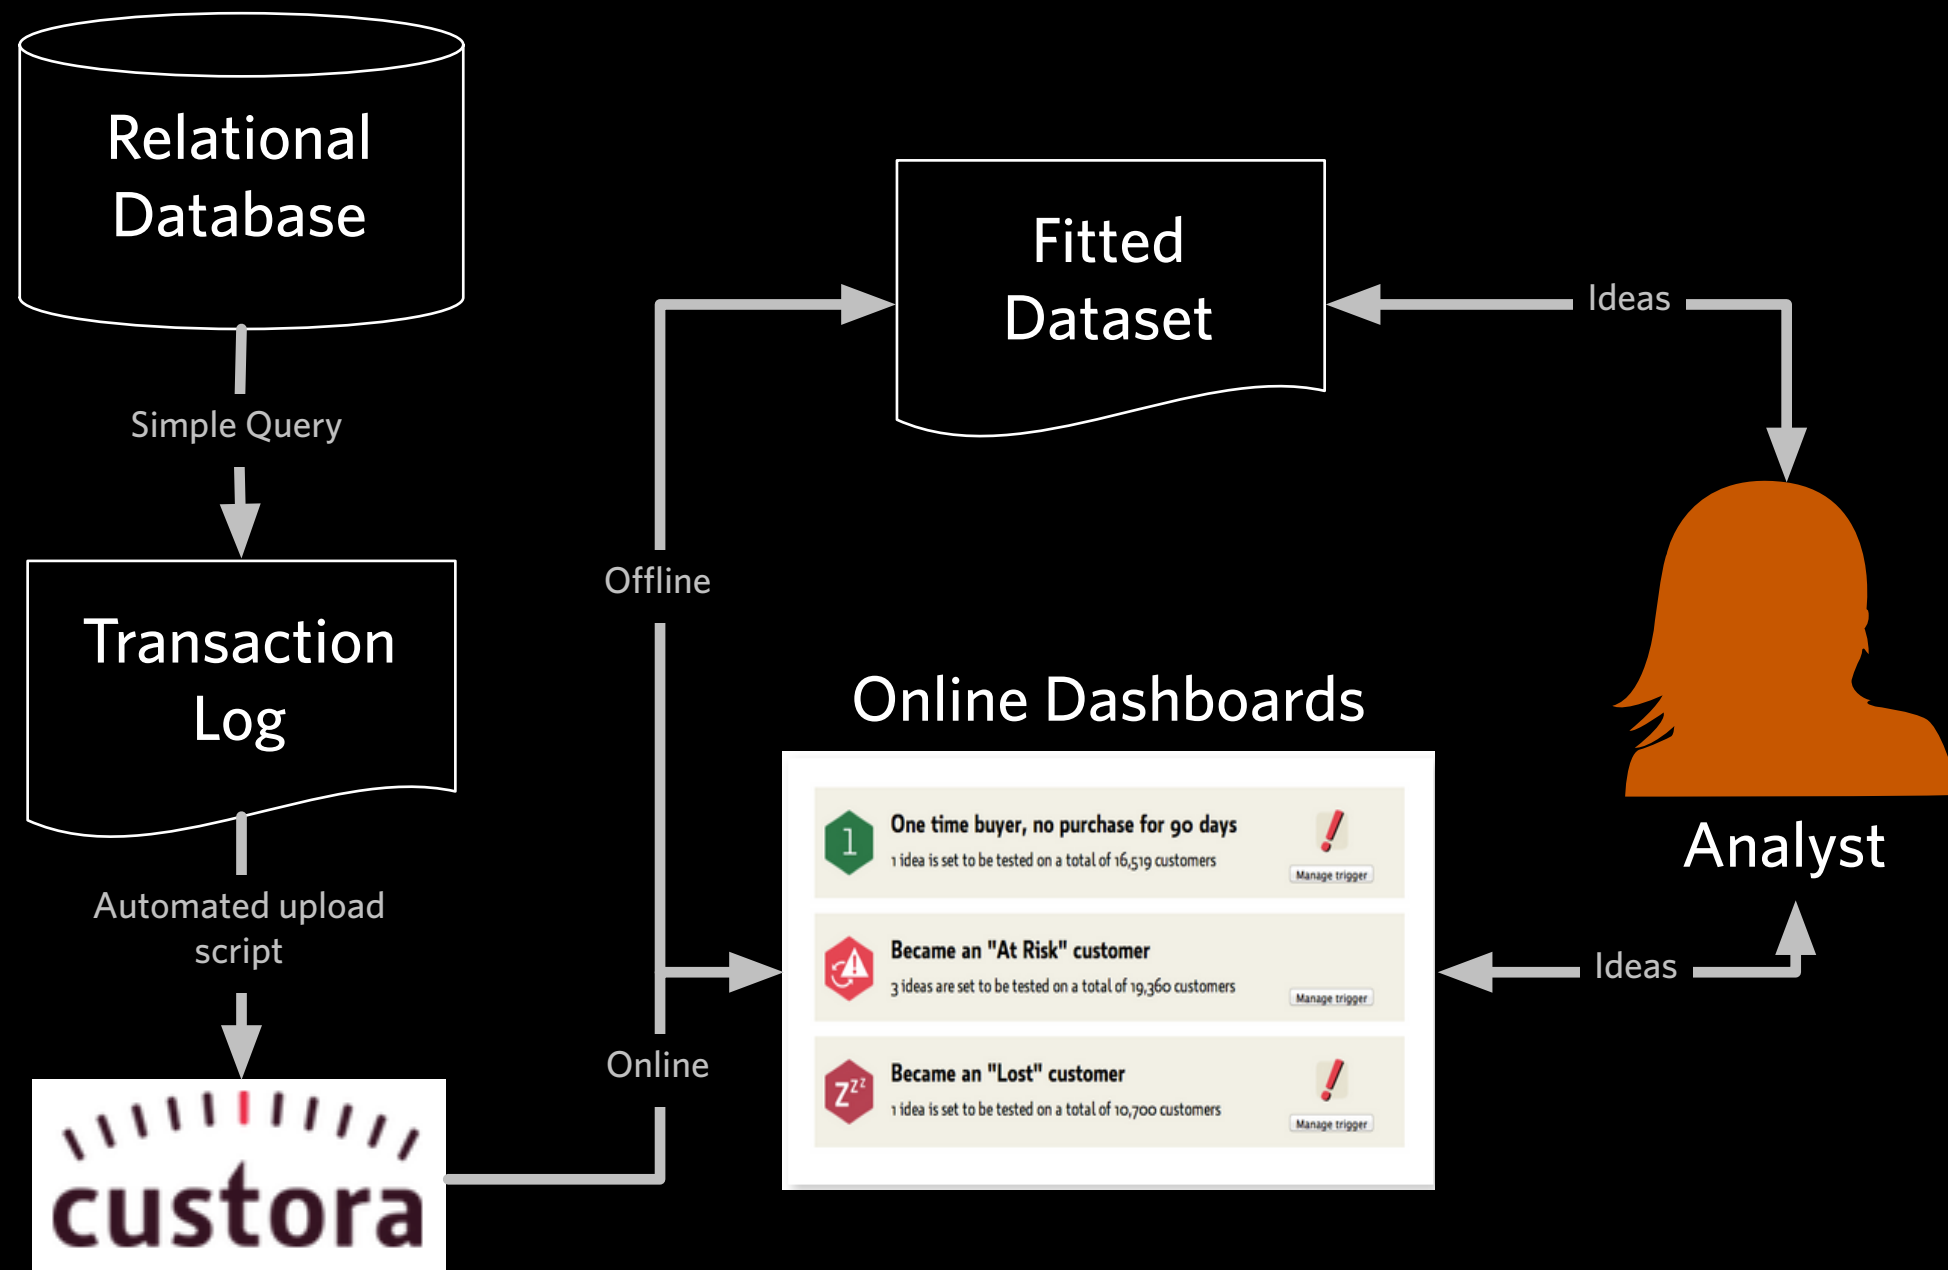 Relational
Database
Simple Query
Transaction
Log
Automated upload
script
custora
Offline
Online
Fitted
Dataset
Ideas
Online Dashboards
1
One time buyer, no purchase for 90 days
1 idea is set to be tested on a total of 16,519 customers
!
Manage trigger
Became an "At Risk" customer
3 ideas are set to be tested on a total of 19,360 customers
Manage trigger
Zzz
Became an "Lost" customer
1 idea is set to be tested on a total of 10,700 customers
!
Manage trigger
Analyst
Ideas